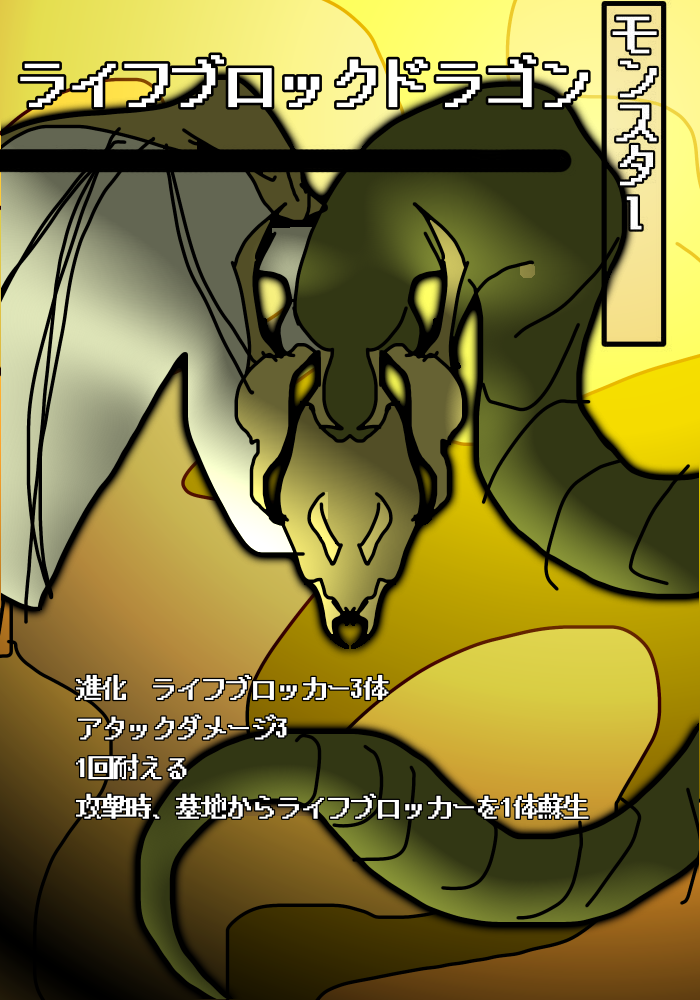 ライフブロックドラゴン
モンスター
進化　ライフブロッカー3体
アタックダメージ3
1回耐える
攻撃時、墓地からライフブロッカーを1体蘇生